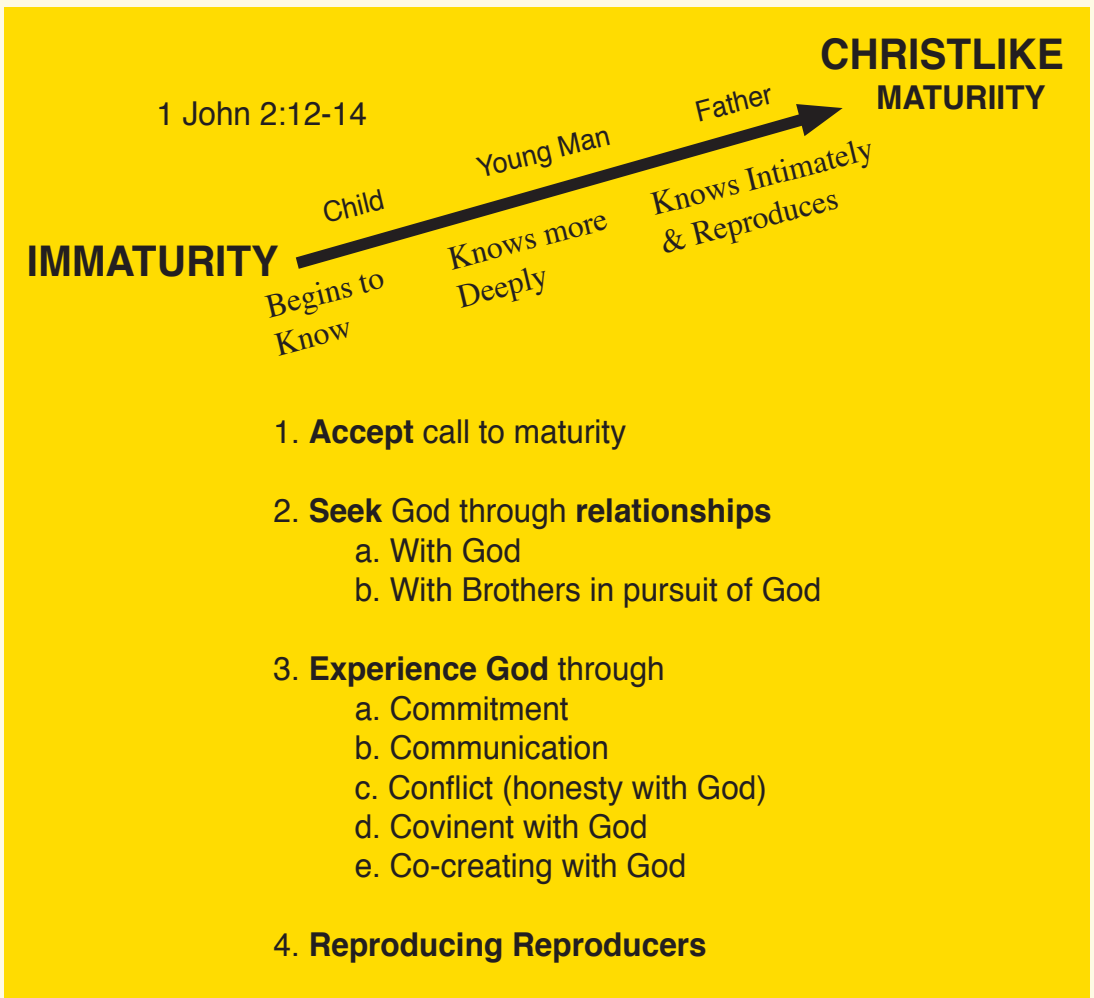 CHRISTLIKE
MATURIITY
1 John 2:12-14
Father
Young Man
Child
IMMATURITY
Knows Intimately
& Reproduces
Knows more
Deeply
Begins to
Know
1. Accept call to maturity
2. Seek God through relationships
a. With God
b. With Brothers in pursuit of God
3. Experience God through
a. Commitment
b. Communication
c. Conflict (honesty with God)
d. Covinent with God
e. Co-creating with God
4. Reproducing Reproducers